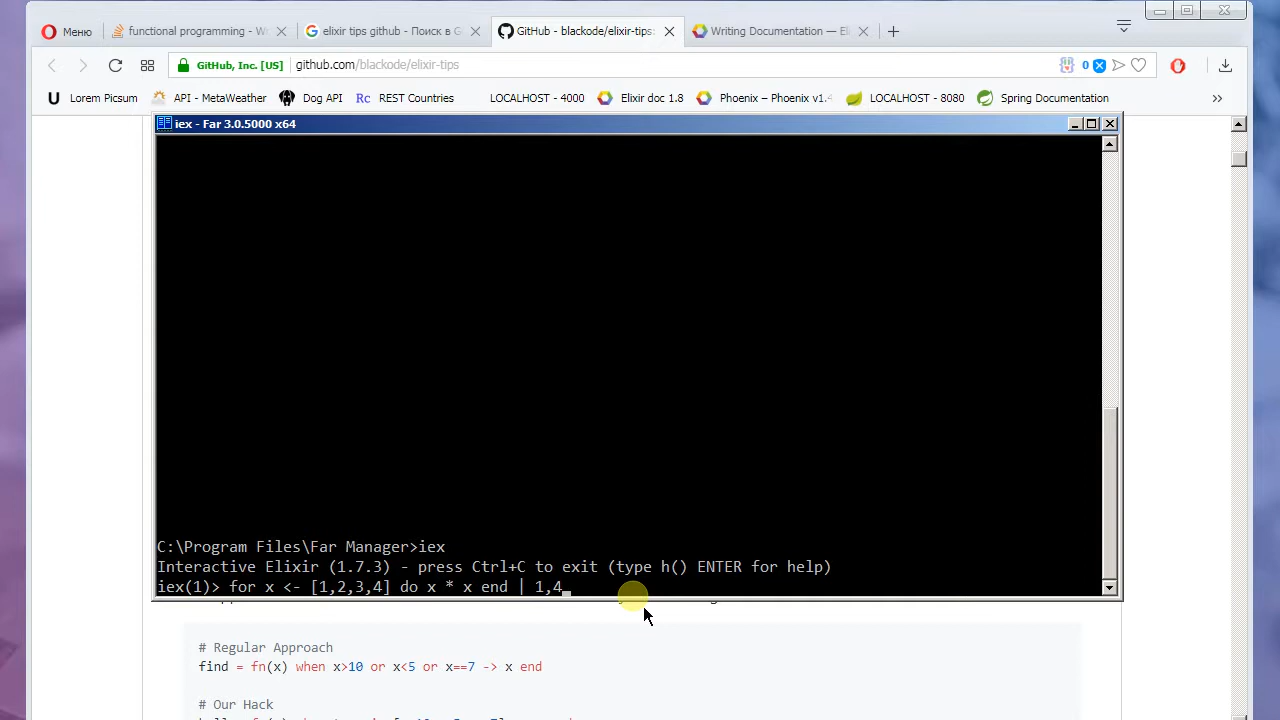 Меню
functional programming - W
elixir tips github - Поиск в G
GitHub - blackode/elixir-tips:
Writing Documentation — Eli
GitHub, Inc. [US]
github.com/blackode/elixir-tips
0
U Lorem Picsum
API - MetaWeather
Dog API
Rc REST Countries
LOCALHOST - 4000
Elixir doc 1.8
Phoenix – Phoenix v1.4
LOCALHOST - 8080
Spring Documentation
»
iex - Far 3.0.5000 x64
C:\Program Files\Far Manager>iex
Interactive Elixir (1.7.3) - press Ctrl+C to exit (type h() ENTER for help)
iex(1)> for x <- [1,2,3,4] do x * x end | 1,4_
# Regular Approach
find = fn(x) when x>10 or x<5 or x==7 -> x end
# Our Hack